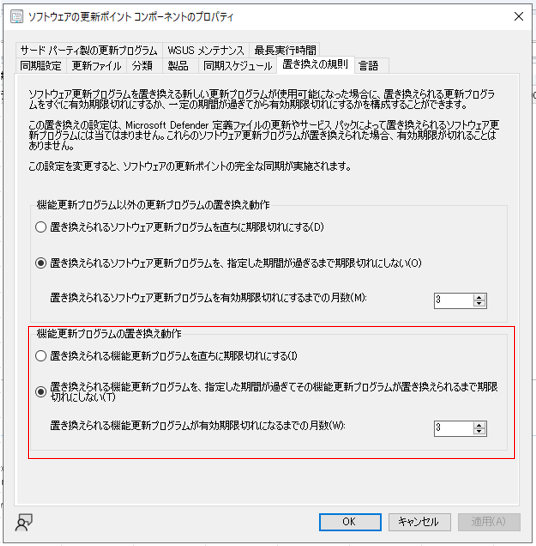 ソフトウェアの更新ポイント コンポーネントのプロパティ
サード パーティ製の更新プログラム WSUS メンテナンス 最長実行時間
同期設定 更新ファイル 分類 製品 同期スケジュール 置き換えの規則 言語
ソフトウェア更新プログラムを置き換える新しい更新プログラムが使用可能になった場合に、置き換えられる更新プログラ
ムをすぐに有効期限切れにするか、一定の期間が過ぎてから有効期限切れにするかを構成することができます。
この置き換えの設定は、Microsoft Defender 定義ファイルの更新やサービス パックによって置き換えられるソフトウェア更
新プログラムには当てはまりません。これらのソフトウェア更新プログラムが置き換えられた場合、有効期限が切れることは
ありません。
この設定を変更すると、ソフトウェアの更新ポイントの完全な同期が実施されます。
機能更新プログラム以外の更新プログラムの置き換え動作
置き換えられるソフトウェア更新プログラムを直ちに期限切れにする(D)
置き換えられるソフトウェア更新プログラムを、指定した期間が過ぎるまで期限切れにしない(O)
置き換えられるソフトウェア更新プログラムを有効期限切れにするまでの月数(M): 3
機能更新プログラムの置き換え動作
置き換えられる機能更新プログラムを直ちに期限切れにする(I)
置き換えられる機能更新プログラムを、指定した期間が過ぎてその機能更新プログラムが置き換えられるまで期限
切れにしない(T)
置き換えられる機能更新プログラムが有効期限切れになるまでの月数(W): 3
OK キャンセル 適用(A)